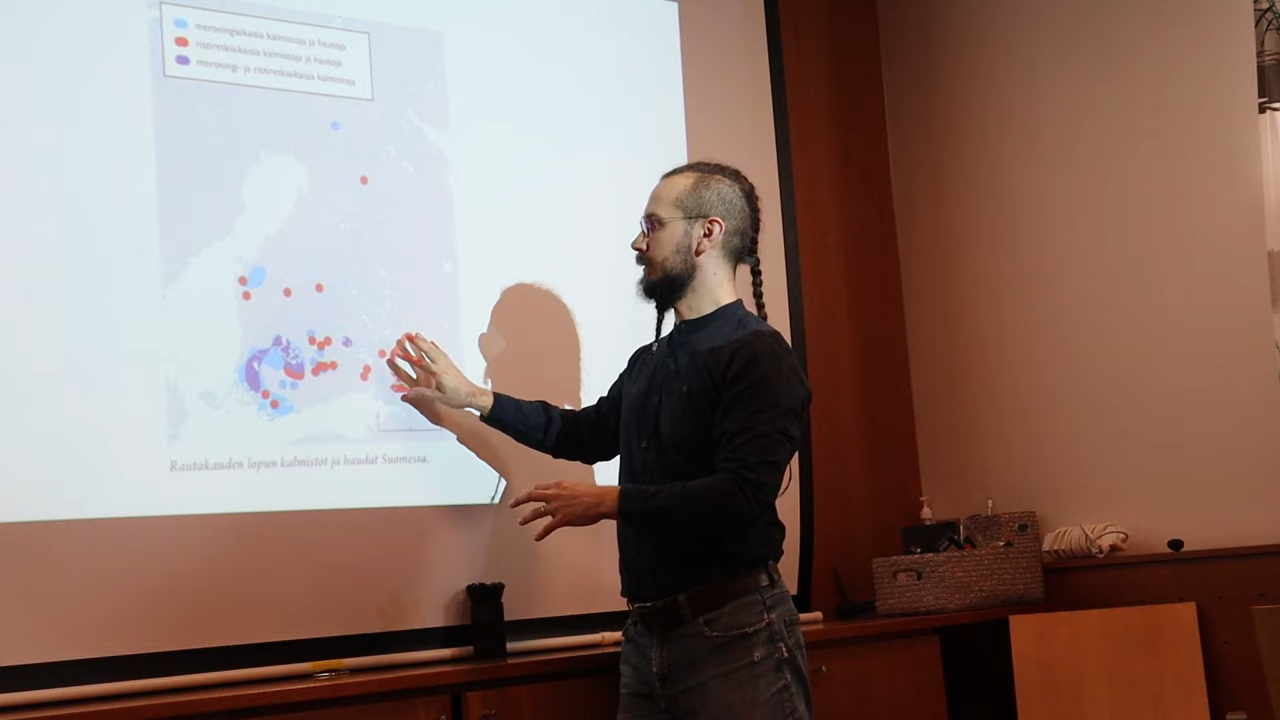 merovingiaikaisia kalmistoja ja hautoja
ristiretkiaikaisia kalmistoja ja hautoja
merovingi- ja ristiretkiaikaisia kalmistoja
Rautakauden lopun kalmistot ja haudat Suomessa.